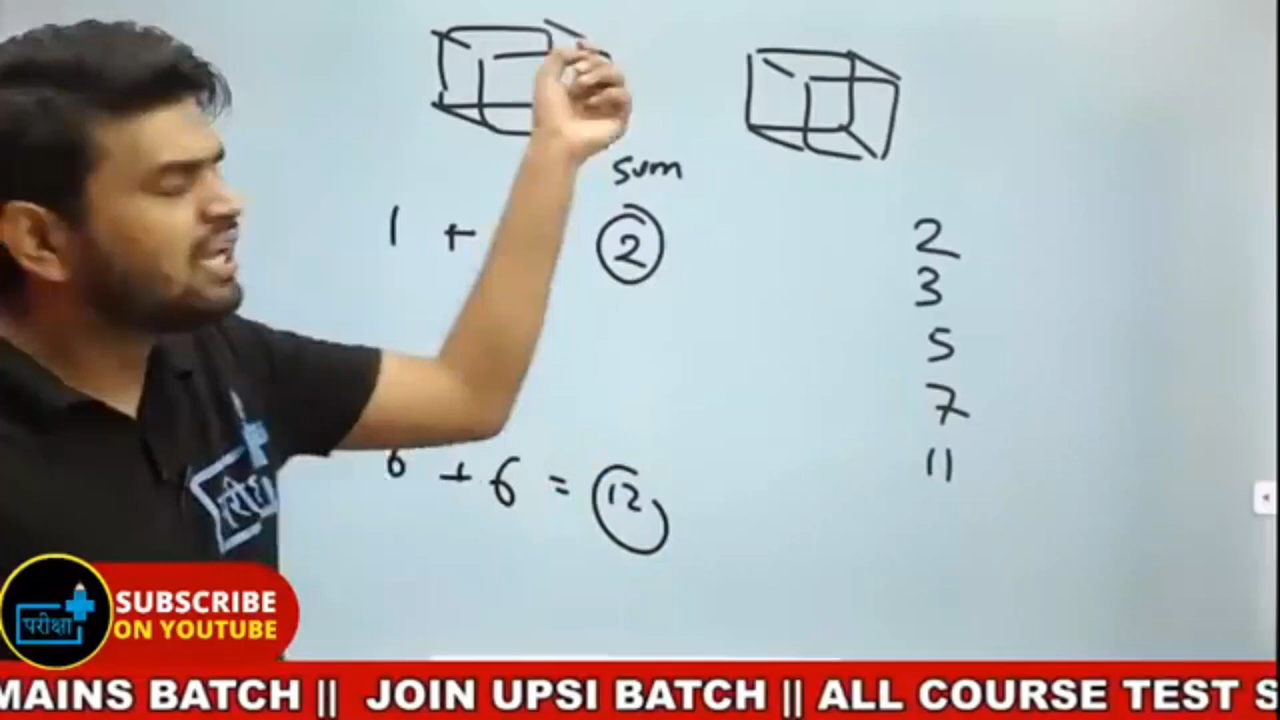 sum
1 + 2
2
3
5
7
6 + 6 = 12
11
परीक्षा
परीक्षा
SUBSCRIBE
ON YOUTUBE
MAINS BATCH || JOIN UPSI BATCH || ALL COURSE TEST S